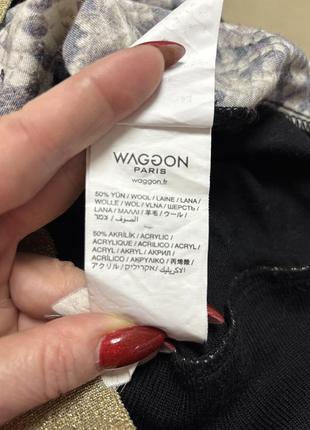 WAGGON
PARIS
waggon.fr
50% YÜN / WOOL / LAINE / LANA /
WOLLE / WOL / VLNA / ШЕРСТЬ /
LANA / ΜΑΛΛΙ / 羊毛 / ウール /
الصوف /
50% AKRİLİK / ACRYLIC /
ACRYLIQUE / ACRILICO / ACRYL /
ACRYL / AKRYL / АКРИЛ /
ACRÍLICO / ΑΚΡΥΛΙΚΟ / 丙烯酸 /
アクリル / אקריליק / الاكريليك